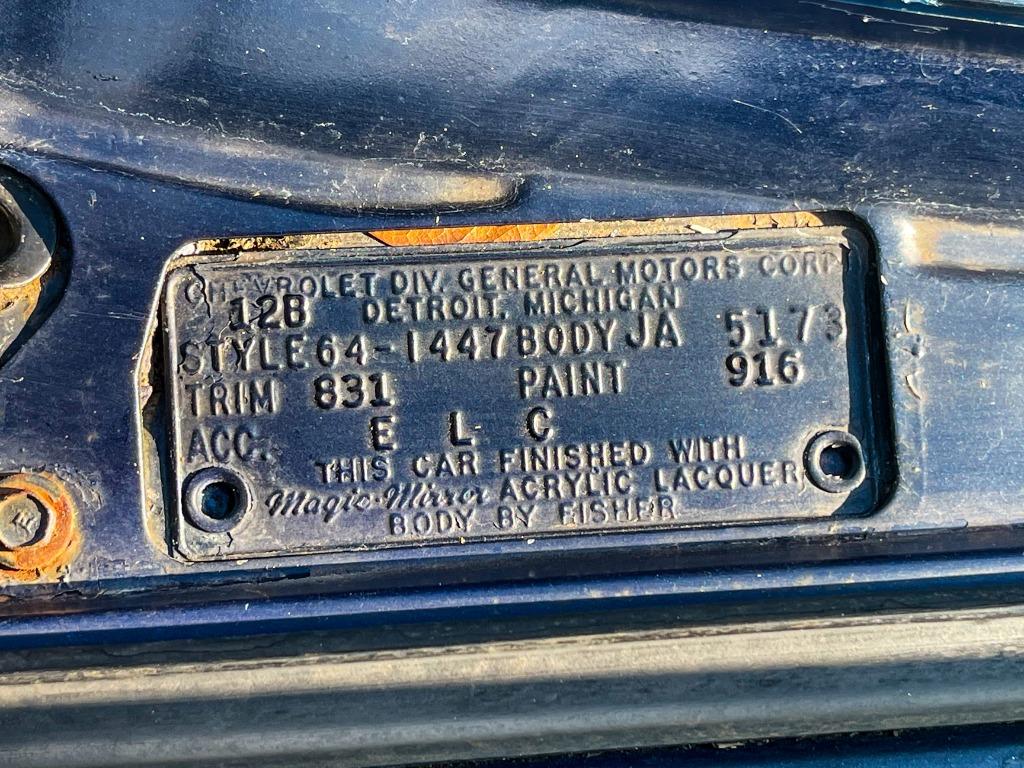 CHEVROLET DIV. GENERAL MOTORS CORP
12B DETROIT, MICHIGAN
STYLE 64-1447 BODY JA 5173
TRIM 831 PAINT 916
ACC. E L C
THIS CAR FINISHED WITH
Magic-Mirror ACRYLIC LACQUER
BODY BY FISHER
E